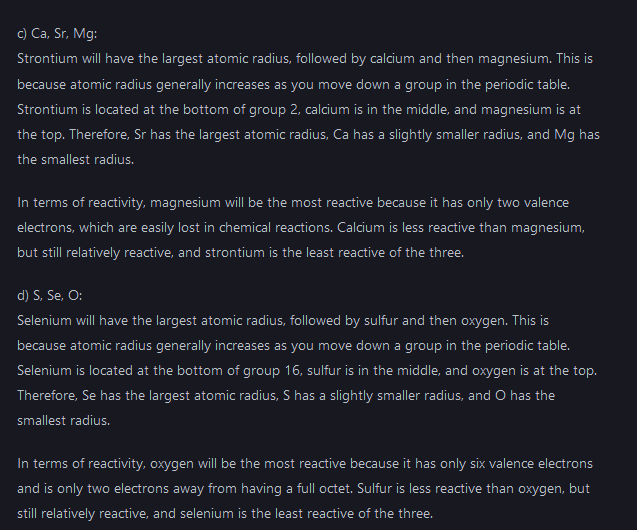 c) Ca, Sr, Mg:
Strontium will have the largest atomic radius, followed by calcium and then magnesium. This is
because atomic radius generally increases as you move down a group in the periodic table.
Strontium is located at the bottom of group 2, calcium is in the middle, and magnesium is at
the top. Therefore, Sr has the largest atomic radius, Ca has a slightly smaller radius, and Mg has
the smallest radius.
In terms of reactivity, magnesium will be the most reactive because it has only two valence
electrons, which are easily lost in chemical reactions. Calcium is less reactive than magnesium,
but still relatively reactive, and strontium is the least reactive of the three.
d) S, Se, O:
Selenium will have the largest atomic radius, followed by sulfur and then oxygen. This is
because atomic radius generally increases as you move down a group in the periodic table.
Selenium is located at the bottom of group 16, sulfur is in the middle, and oxygen is at the top.
Therefore, Se has the largest atomic radius, S has a slightly smaller radius, and O has the
smallest radius.
In terms of reactivity, oxygen will be the most reactive because it has only six valence electrons
and is only two electrons away from having a full octet. Sulfur is less reactive than oxygen, but
still relatively reactive, and selenium is the least reactive of the three.